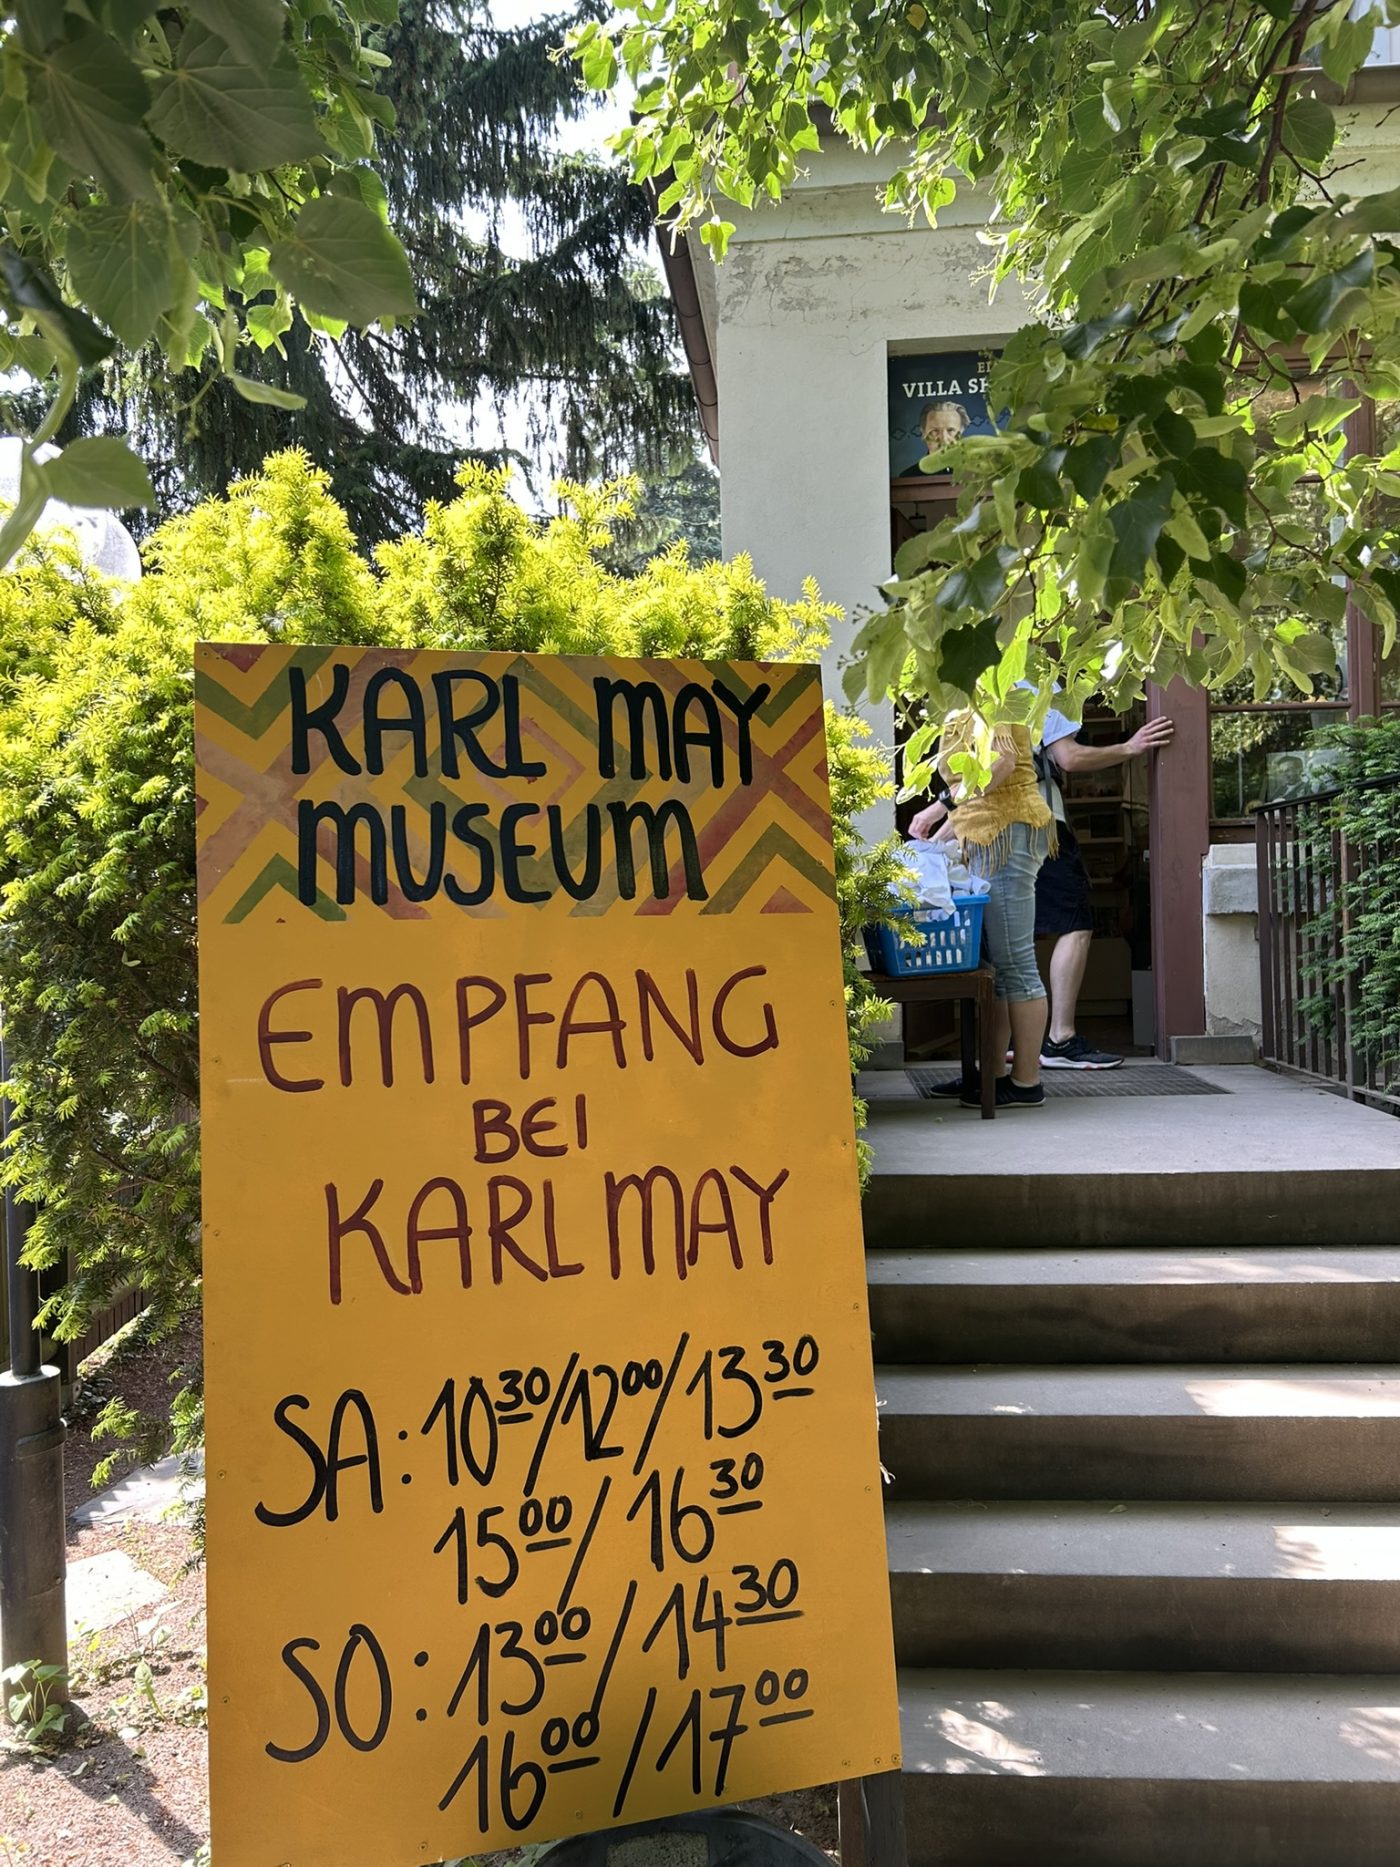 VILLA
KARL MAY
MUSEUM
EMPFANG
BEI
KARL MAY
SA: 10³⁰/12⁰⁰/13³⁰
15⁰⁰/16³⁰
SO: 13⁰⁰/14³⁰
16⁰⁰/17⁰⁰